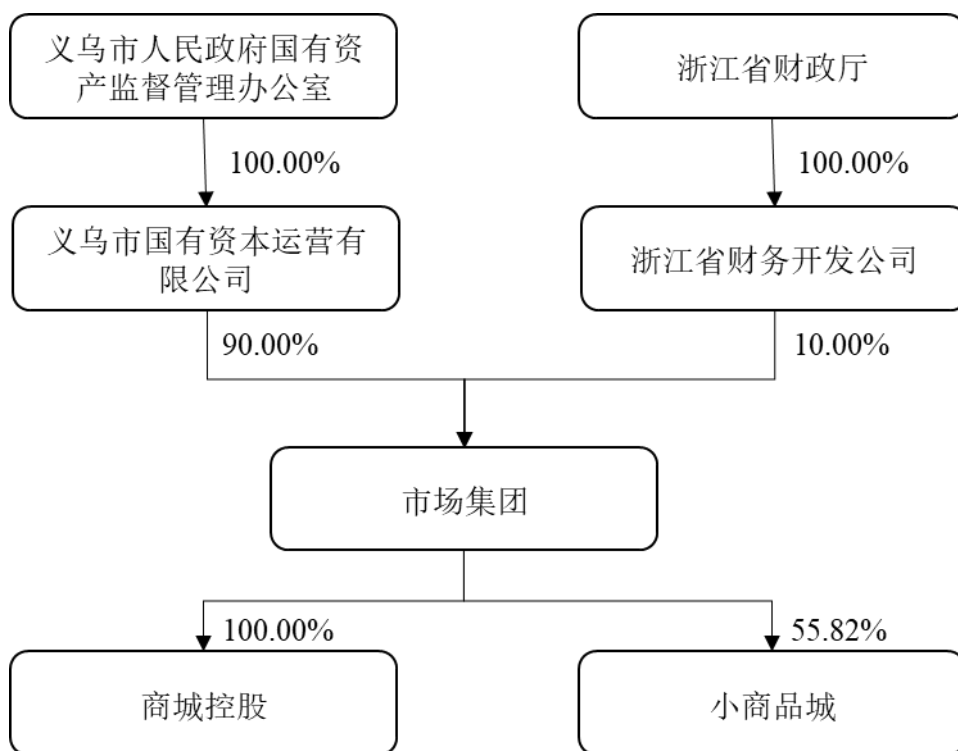 义乌市人民政府国有资
产监督管理办公室
浙江省财政厅
100.00%
100.00%
义乌市国有资本运营有
限公司
浙江省财务开发公司
90.00%
10.00%
市场集团
100.00%
55.82%
商城控股
小商品城